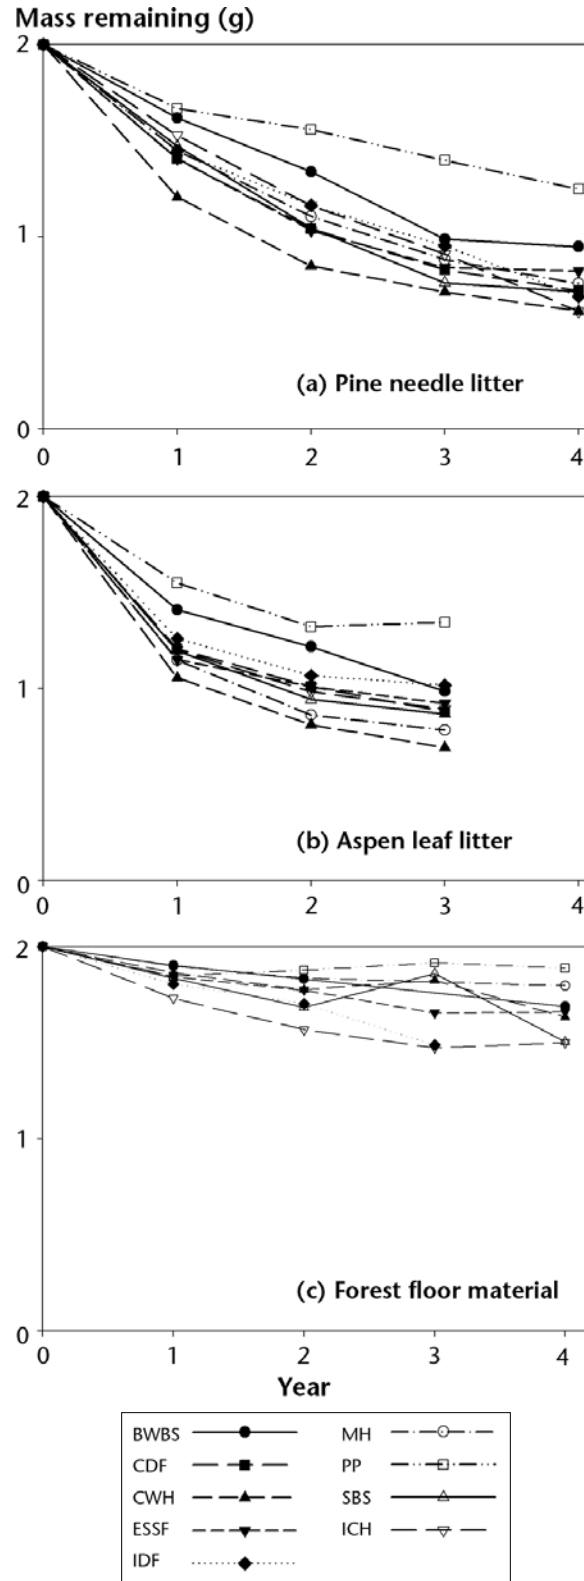 Mass remaining (g)
2
1
0
0 1 2 3 4
(a) Pine needle litter
2
1
0
0 1 2 3 4
(b) Aspen leaf litter
2
1
0
0 1 2 3 4
(c) Forest floor material
Year
BWBS MH
CDF PP
CWH SBS
ESSF ICH
IDF